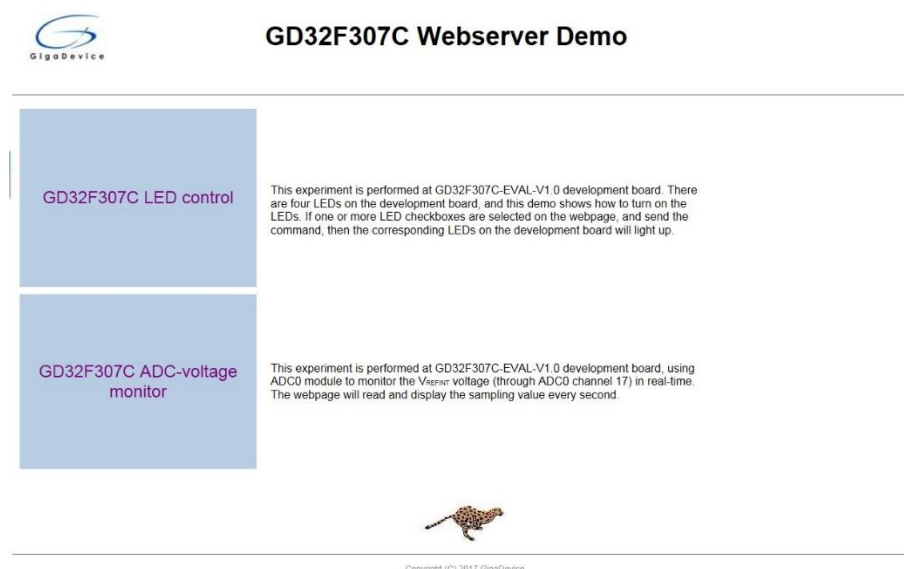 GigaDevice
GD32F307C Webserver Demo
GD32F307C LED control
This experiment is performed at GD32F307C-EVAL-V1.0 development board. There
are four LEDs on the development board, and this demo shows how to turn on the
LEDs. If one or more LED checkboxes are selected on the webpage, and send the
command, then the corresponding LEDs on the development board will light up.
GD32F307C ADC-voltage
monitor
This experiment is performed at GD32F307C-EVAL-V1.0 development board, using
ADC0 module to monitor the VREFINT voltage (through ADC0 channel 17) in real-time.
The webpage will read and display the sampling value every second.
Copyright (C) 2017 GigaDevice